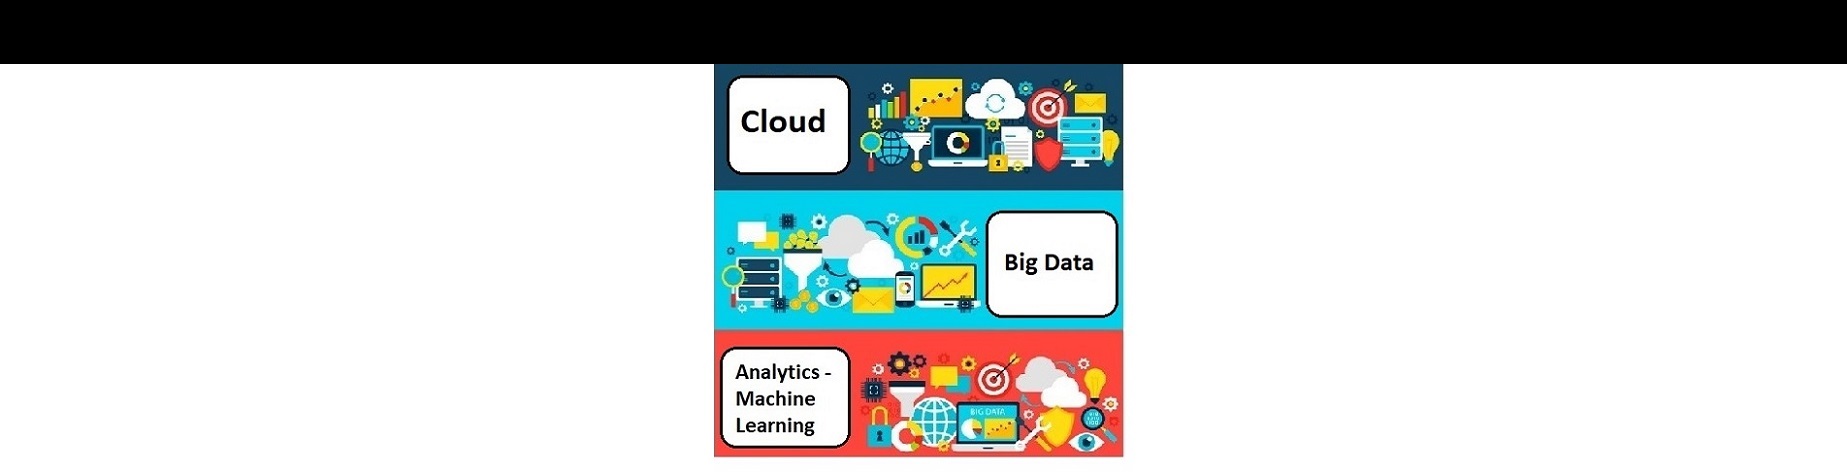 Cloud
Big Data
Analytics -
Machine
Learning
BIG DATA